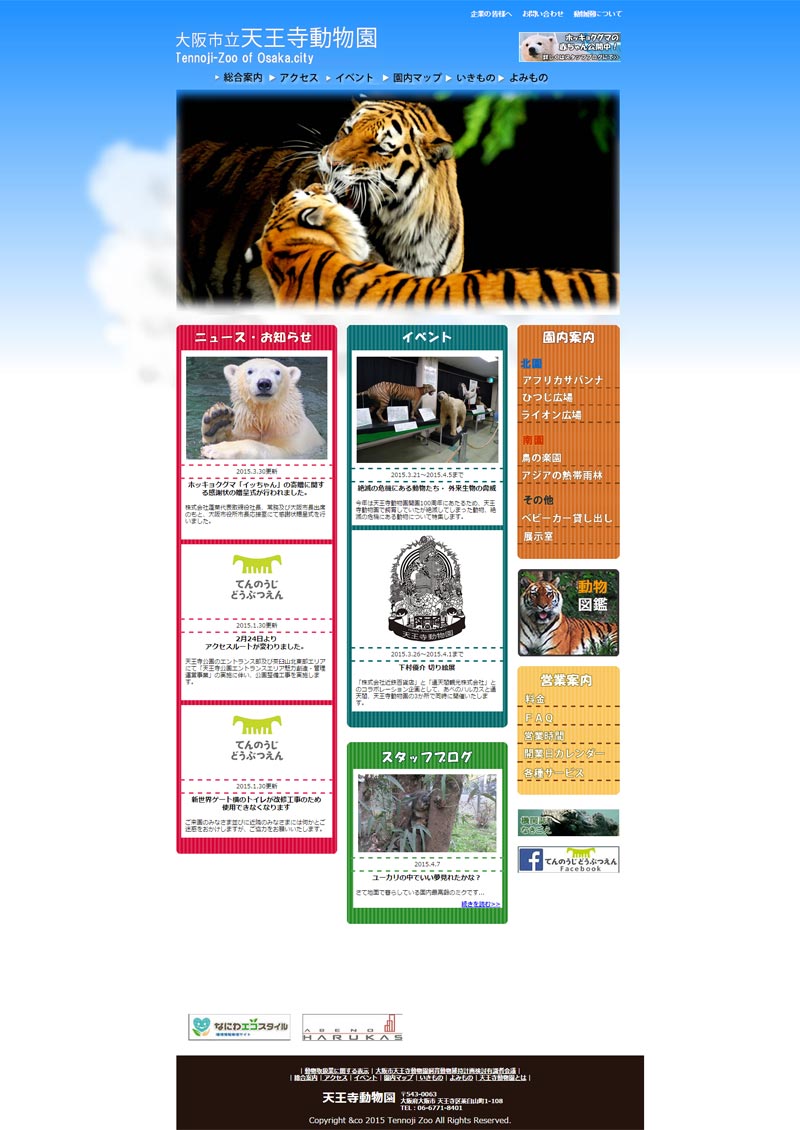 企業の皆様へ　お問い合わせ　動物園について
大阪市立天王寺動物園
Tennoji-Zoo of Osaka.city
ホッキョクグマの
赤ちゃん公開中!
詳しくはスタッフブログにて>>
総合案内　アクセス　イベント　園内マップ　いきもの　よみもの
ニュース・お知らせ
2015.3.30更新
ホッキョクグマ「イッちゃん」の寄贈に関す
る感謝状の贈呈式が行われました。
株式会社蓬莱代表取締役社長、常務及び大阪市長出席
のもと、大阪市役所市長応接室にて感謝状贈呈式を行
いました。
てんのうじ
どうぶつえん
2015.1.30更新
2月24日より
アクセスルートが変わりました。
天王寺公園のエントランス部及び茶臼山北東部エリア
にて「天王寺公園エントランスエリア魅力創造・管理
運営事業」の実施に伴い、公園整備工事を実施しま
す。
てんのうじ
どうぶつえん
2015.1.30更新
新世界ゲート横のトイレが改修工事のため
使用できなくなります
ご来園のみなさま並びに近隣のみなさまには何かとご
迷惑をおかけしますが、ご協力をお願いいたします。
イベント
2015.3.21～2015.4.5まで
絶滅の危機にある動物たち・ 外来生物の脅威
今年は天王寺動物園開園100周年にあたるため、天王
寺動物園で飼育していたが絶滅してしまった動物、絶
滅の危機にある動物について特集します。
天王寺動物園
2015.3.26～2015.4.1まで
下村優介 切り絵展
「株式会社近鉄百貨店」と「通天閣観光株式会社」と
のコラボレーション企画として、あべのハルカスと通
天閣、天王寺動物園の3か所で同時に開催いたしま
す。
スタッフブログ
2015.4.7
ユーカリの中でいい夢見れたかな？
さて地図で暮らしている園内最高齢のミクです...
続きを読む>>
園内案内
北園
アフリカサバンナ
ひつじ広場
ライオン広場
南園
鳥の楽園
アジアの熱帯雨林
その他
ベビーカー貸し出し
展示室
動物
図鑑
営業案内
料金
FAQ
営業時間
開業日カレンダー
各種サービス
機関誌
なきごえ
てんのうじどうぶつえん
Facebook
なにわエコスタイル
ABENO
HARUKAS
| 動物取扱業に関する表示 | 大阪市天王寺動物園飼育動物維持計画検討有識者会議 |
| 総合案内 | アクセス | イベント | 園内マップ | いきもの | よみもの | 天王寺動物園とは |
天王寺動物園
〒543-0063
大阪府大阪市 天王寺区茶臼山町1-108
TEL : 06-6771-8401
Copyright &co 2015 Tennoji Zoo All Rights Reserved.